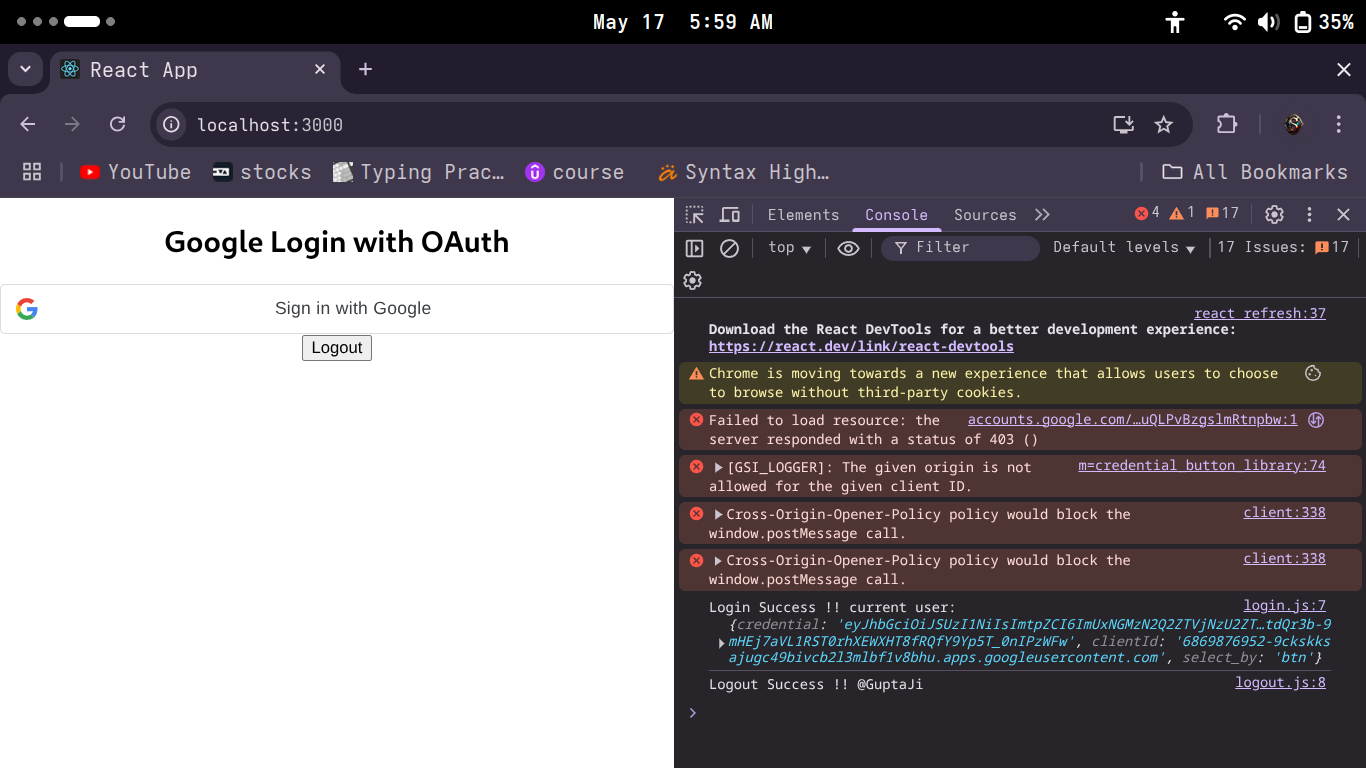 May 17 5:59 AM
35%
React App
localhost:3000
YouTube
stocks
Typing Prac…
course
Syntax High…
All Bookmarks
Google Login with OAuth
Sign in with Google
Logout
Elements
Console
Sources
4
1
17
top
Filter
Default levels
17 Issues:
17
react refresh:37
Download the React DevTools for a better development experience:
https://react.dev/link/react-devtools
Chrome is moving towards a new experience that allows users to choose
to browse without third-party cookies.
Failed to load resource: the accounts.google.com/…uQLPvBzgslmRtnpbw:1
server responded with a status of 403 ()
[GSI_LOGGER]: The given origin is not m=credential_button_library:74
allowed for the given client ID.
Cross-Origin-Opener-Policy policy would block the client:338
window.postMessage call.
Cross-Origin-Opener-Policy policy would block the client:338
window.postMessage call.
Login Success !! current user: login.js:7
{credential: 'eyJhbGciOiJSUzI1NiIsImtpZCI6ImUxNGMzN2Q2ZTVjNzU2ZT…tdQr3b-9
mHEj7aVL1RST0rhXEWXHT8fRQfY9Yp5T_0nIPzWFw', clientId: '6869876952-9ckskks
ajugc49bivcb2l3mlbf1v8bhu.apps.googleusercontent.com', select_by: 'btn'}
Logout Success !! @GuptaJi logout.js:8